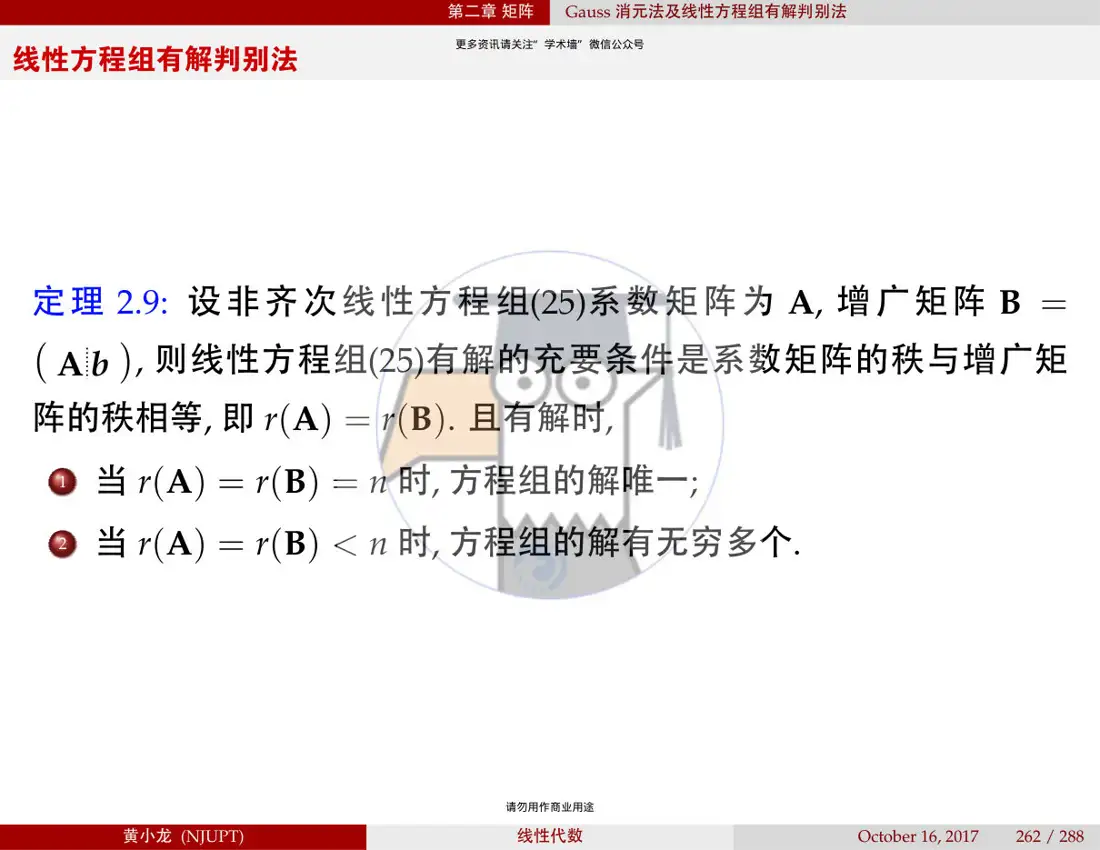 第二章 矩阵 Gauss 消元法及线性方程组有解判别法
更多资讯请关注“学术墙”微信公众号
线性方程组有解判别法
定理 2.9: 设非齐次线性方程组(25)系数矩阵为 A, 增广矩阵 B =
( A⋮b ), 则线性方程组(25)有解的充要条件是系数矩阵的秩与增广矩
阵的秩相等, 即 r(A) = r(B). 且有解时,
1 当 r(A) = r(B) = n 时, 方程组的解唯一;
2 当 r(A) = r(B) < n 时, 方程组的解有无穷多个.
请勿用作商业用途
黄小龙 (NJUPT) 线性代数 October 16, 2017 262 / 288